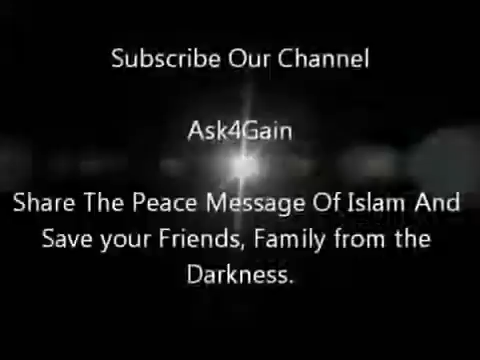 Subscribe Our Channel
Ask4Gain
Share The Peace Message Of Islam And
Save your Friends, Family from the
Darkness.